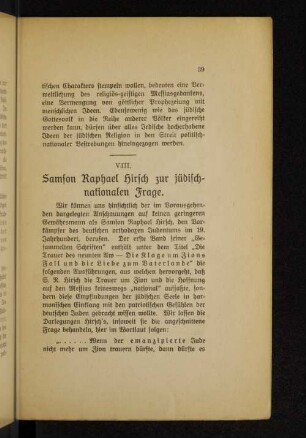 59
tischen Charakters stempeln wollen, bedeuten eine Ver-
weltlichung des religiös-geistigen Messiasgedankens,
eine Vermengung von göttlicher Prophezeiung mit
menschlichen Ideen. Ebensowenig wie das jüdische
Gottesvolk in die Reihe anderer Völker eingereiht
werden kann, dürfen über alles Irdische hocherhobene
Ideen der jüdischen Religion in den Streit politisch
nationaler Bestrebungen hineingezogen werden.
VIII.
Samson Raphael Hirsch zur jüdisch-
nationalen Frage.
Wir können uns hinsichtlich der im Vorausgehen-
den dargelegten Anschauungen auf keinen geringeren
Gewährsmann als Samson Raphael Hirsch, den Vor-
kämpfer des deutschen orthodoxen Judentums im 19.
Jahrhundert, berufen. Der erste Band seiner „Ge-
sammelten Schriften" enthält unter dem Titel „Die
Trauer des neunten Aw — Die Klage um Zions
Fall und die Liebe zum Vaterlande" die
folgenden Ausführungen, aus welchen hervorgeht, daß
S. R. Hirsch die Trauer um Zion und die Hoffnung
auf den Messias keineswegs „national" auffaßte, son-
dern diese Empfindungen der jüdischen Seele in har-
monischen Einklang mit den patriotischen Gefühlen der
deutschen Juden gebracht wissen wollte. Wir lassen die
Darlegungen Hirsch's, insoweit sie die angeschnittene
Frage behandeln, hier im Wortlaut folgen:
„ . . . . . . Wenn der emanzipierte Jude
nicht mehr um Zion trauern dürfte, dann dürfte es